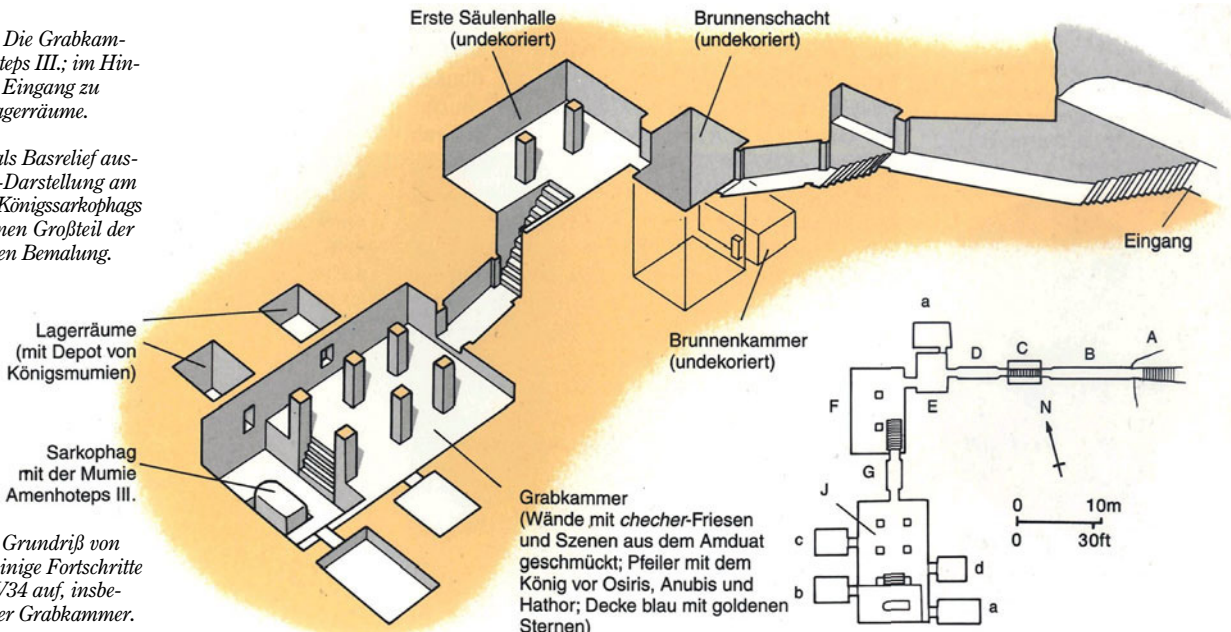 Die Grabkam-
teps III.; im Hin-
Eingang zu
agerräume.
als Basrelief aus-
-Darstellung am
Königssarkophags
nen Großteil der
en Bemalung.
Grundriß von
inige Fortschritte
V34 auf, insbe-
er Grabkammer.
Erste Säulenhalle
(undekoriert)
Brunnenschacht
(undekoriert)
Eingang
Brunnenkammer
(undekoriert)
Lagerräume
(mit Depot von
Königsmumien)
Sarkophag
mit der Mumie
Amenhoteps III.
Grabkammer
(Wände mit checher-Friesen
und Szenen aus dem Amduat
geschmückt; Pfeiler mit dem
König vor Osiris, Anubis und
Hathor; Decke blau mit goldenen
Sternen)
a
D
C
B
A
F
E
N
G
J
c
d
b
a
0 10m
0 30ft